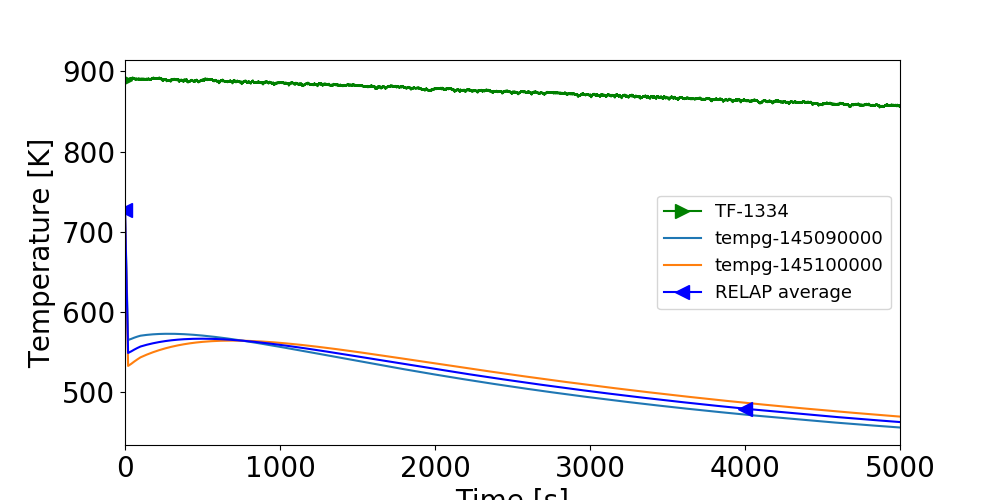 Temperature [K]
900
800
700
600
500
TF-1334
tempg-145090000
tempg-145100000
RELAP average
0 1000 2000 3000 4000 5000
Time [s]